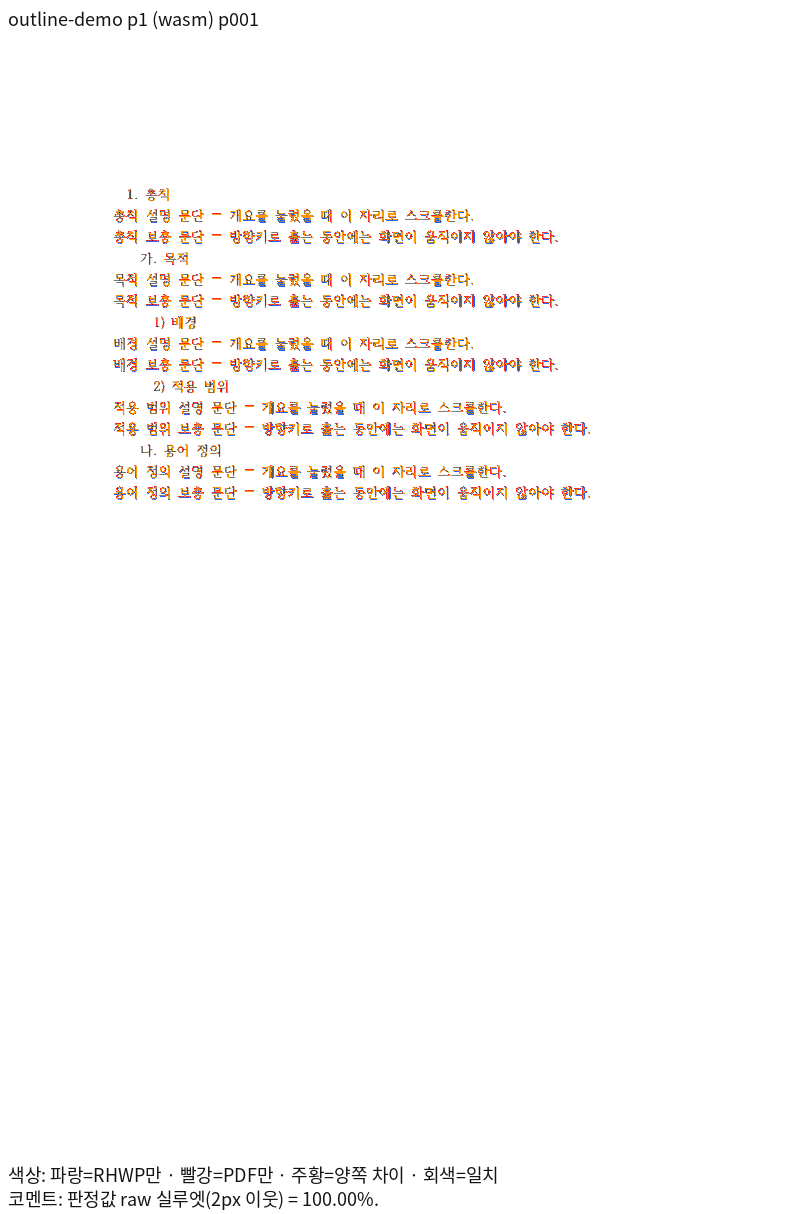 outline-demo p1 (wasm) p001
1. 총칙
총칙 설명 문단 — 개요를 눌렀을 때 이 자리로 스크롤한다.
총칙 보충 문단 — 방향키로 훑는 동안에는 화면이 움직이지 않아야 한다.
가. 목적
목적 설명 문단 — 개요를 눌렀을 때 이 자리로 스크롤한다.
목적 보충 문단 — 방향키로 훑는 동안에는 화면이 움직이지 않아야 한다.
1) 배경
배경 설명 문단 — 개요를 눌렀을 때 이 자리로 스크롤한다.
배경 보충 문단 — 방향키로 훑는 동안에는 화면이 움직이지 않아야 한다.
2) 적용 범위
적용 범위 설명 문단 — 개요를 눌렀을 때 이 자리로 스크롤한다.
적용 범위 보충 문단 — 방향키로 훑는 동안에는 화면이 움직이지 않아야 한다.
나. 용어 정의
용어 정의 설명 문단 — 개요를 눌렀을 때 이 자리로 스크롤한다.
용어 정의 보충 문단 — 방향키로 훑는 동안에는 화면이 움직이지 않아야 한다.
색상: 파랑=RHWP만 · 빨강=PDF만 · 주황=양쪽 차이 · 회색=일치
코멘트: 판정값 raw 실루엣(2px 이웃) = 100.00%.